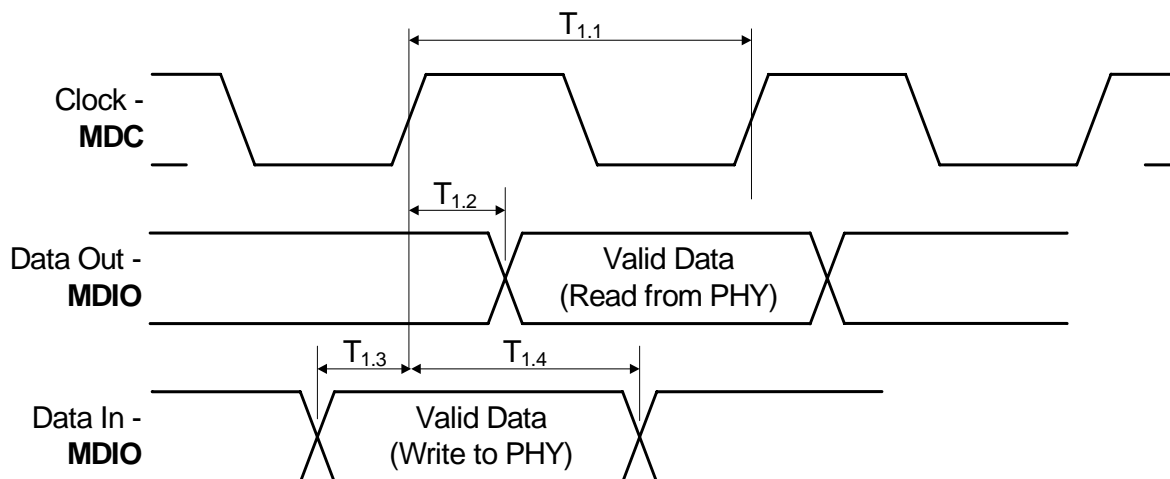 T1.1
Clock -
MDC
T1.2
Data Out -
MDIO
Valid Data
(Read from PHY)
T1.3
T1.4
Data In -
MDIO
Valid Data
(Write to PHY)